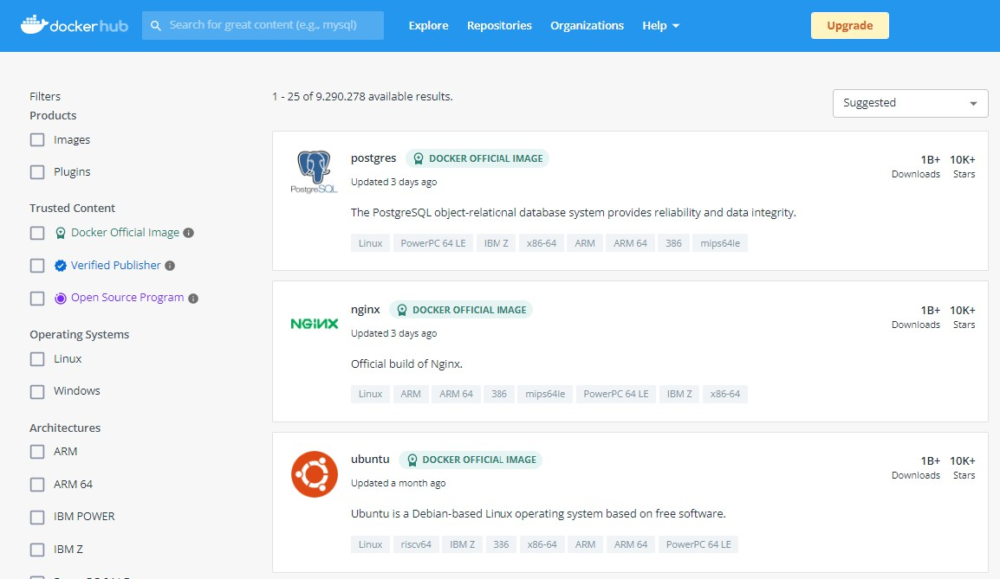 dockerhub
Search for great content (e.g., mysql)
Explore
Repositories
Organizations
Help
Upgrade
Filters
Products
Images
Plugins
Trusted Content
Docker Official Image
Verified Publisher
Open Source Program
Operating Systems
Linux
Windows
Architectures
ARM
ARM 64
IBM POWER
IBM Z
1 - 25 of 9.290.278 available results.
Suggested
PostgreSQL
postgres DOCKER OFFICIAL IMAGE
Updated 3 days ago
1B+ 10K+
Downloads Stars
The PostgreSQL object-relational database system provides reliability and data integrity.
Linux PowerPC 64 LE IBM Z x86-64 ARM ARM 64 386 mips64le
NGINX
nginx DOCKER OFFICIAL IMAGE
Updated 3 days ago
1B+ 10K+
Downloads Stars
Official build of Nginx.
Linux ARM ARM 64 386 mips64le PowerPC 64 LE IBM Z x86-64
ubuntu DOCKER OFFICIAL IMAGE
Updated a month ago
1B+ 10K+
Downloads Stars
Ubuntu is a Debian-based Linux operating system based on free software.
Linux riscv64 IBM Z 386 x86-64 ARM ARM 64 PowerPC 64 LE